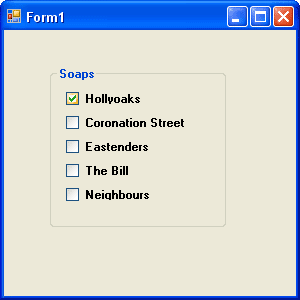 Form1
Soaps
Hollyoaks
Coronation Street
Eastenders
The Bill
Neighbours